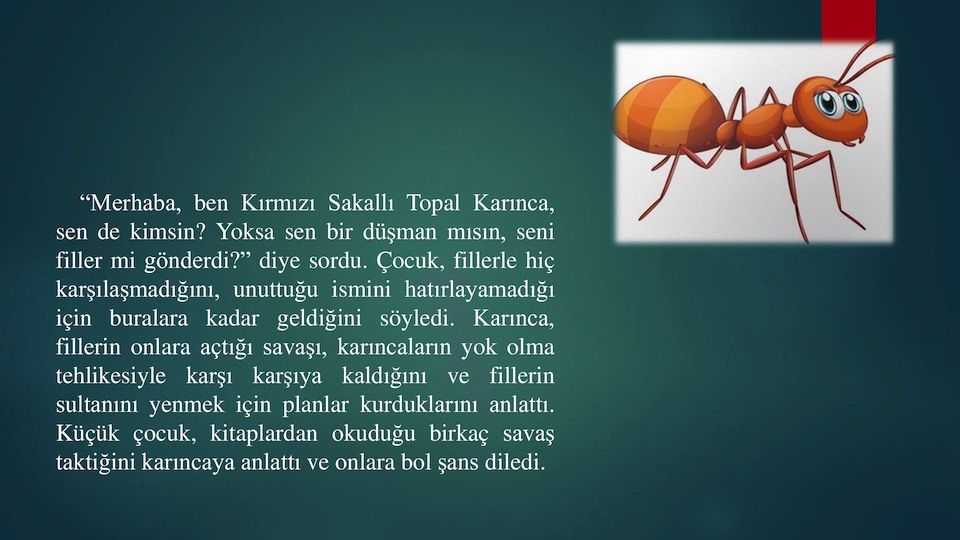 “Merhaba, ben Kırmızı Sakallı Topal Karınca,
sen de kimsin? Yoksa sen bir düşman mısın, seni
filler mi gönderdi?” diye sordu. Çocuk, fillerle hiç
karşılaşmadığını, unuttuğu ismini hatırlayamadığı
için buralara kadar geldiğini söyledi. Karınca,
fillerin onlara açtığı savaşı, karıncaların yok olma
tehlikesiyle karşı karşıya kaldığını ve fillerin
sultanını yenmek için planlar kurduklarını anlattı.
Küçük çocuk, kitaplardan okuduğu birkaç savaş
taktiğini karıncaya anlattı ve onlara bol şans diledi.